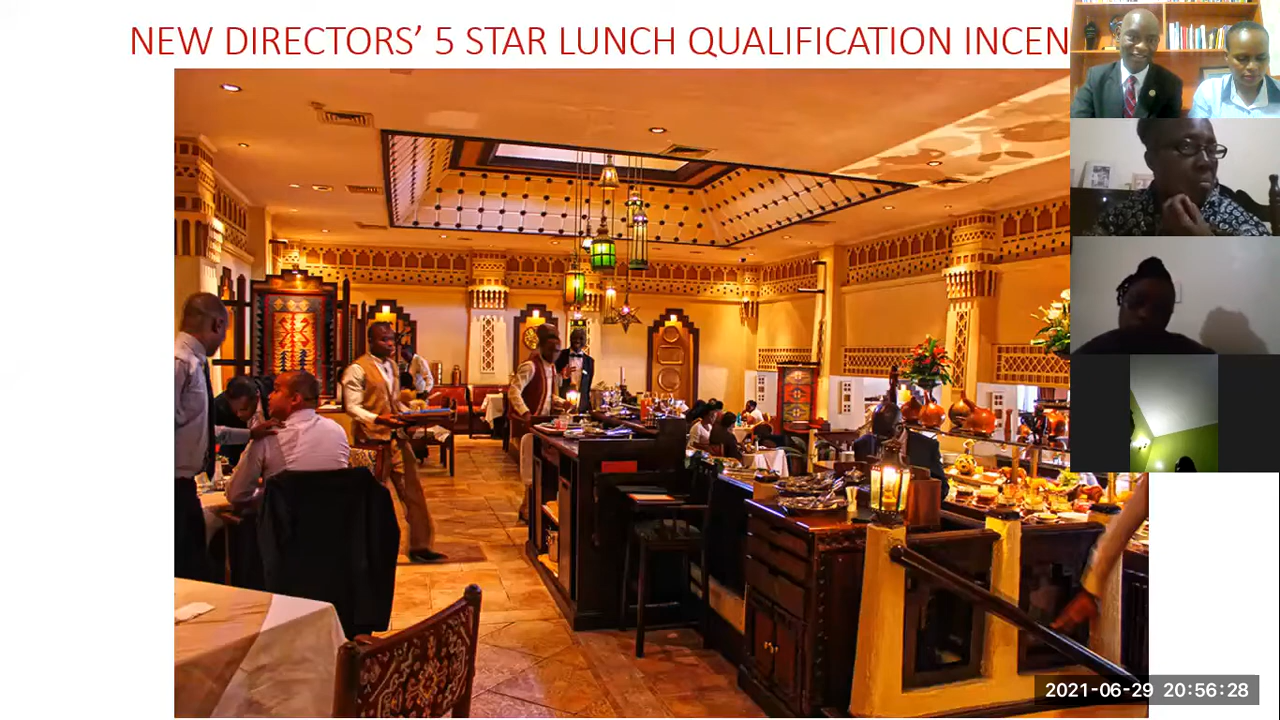 NEW DIRECTORS’ 5 STAR LUNCH QUALIFICATION INCEN
2021-06-29 20:56:28